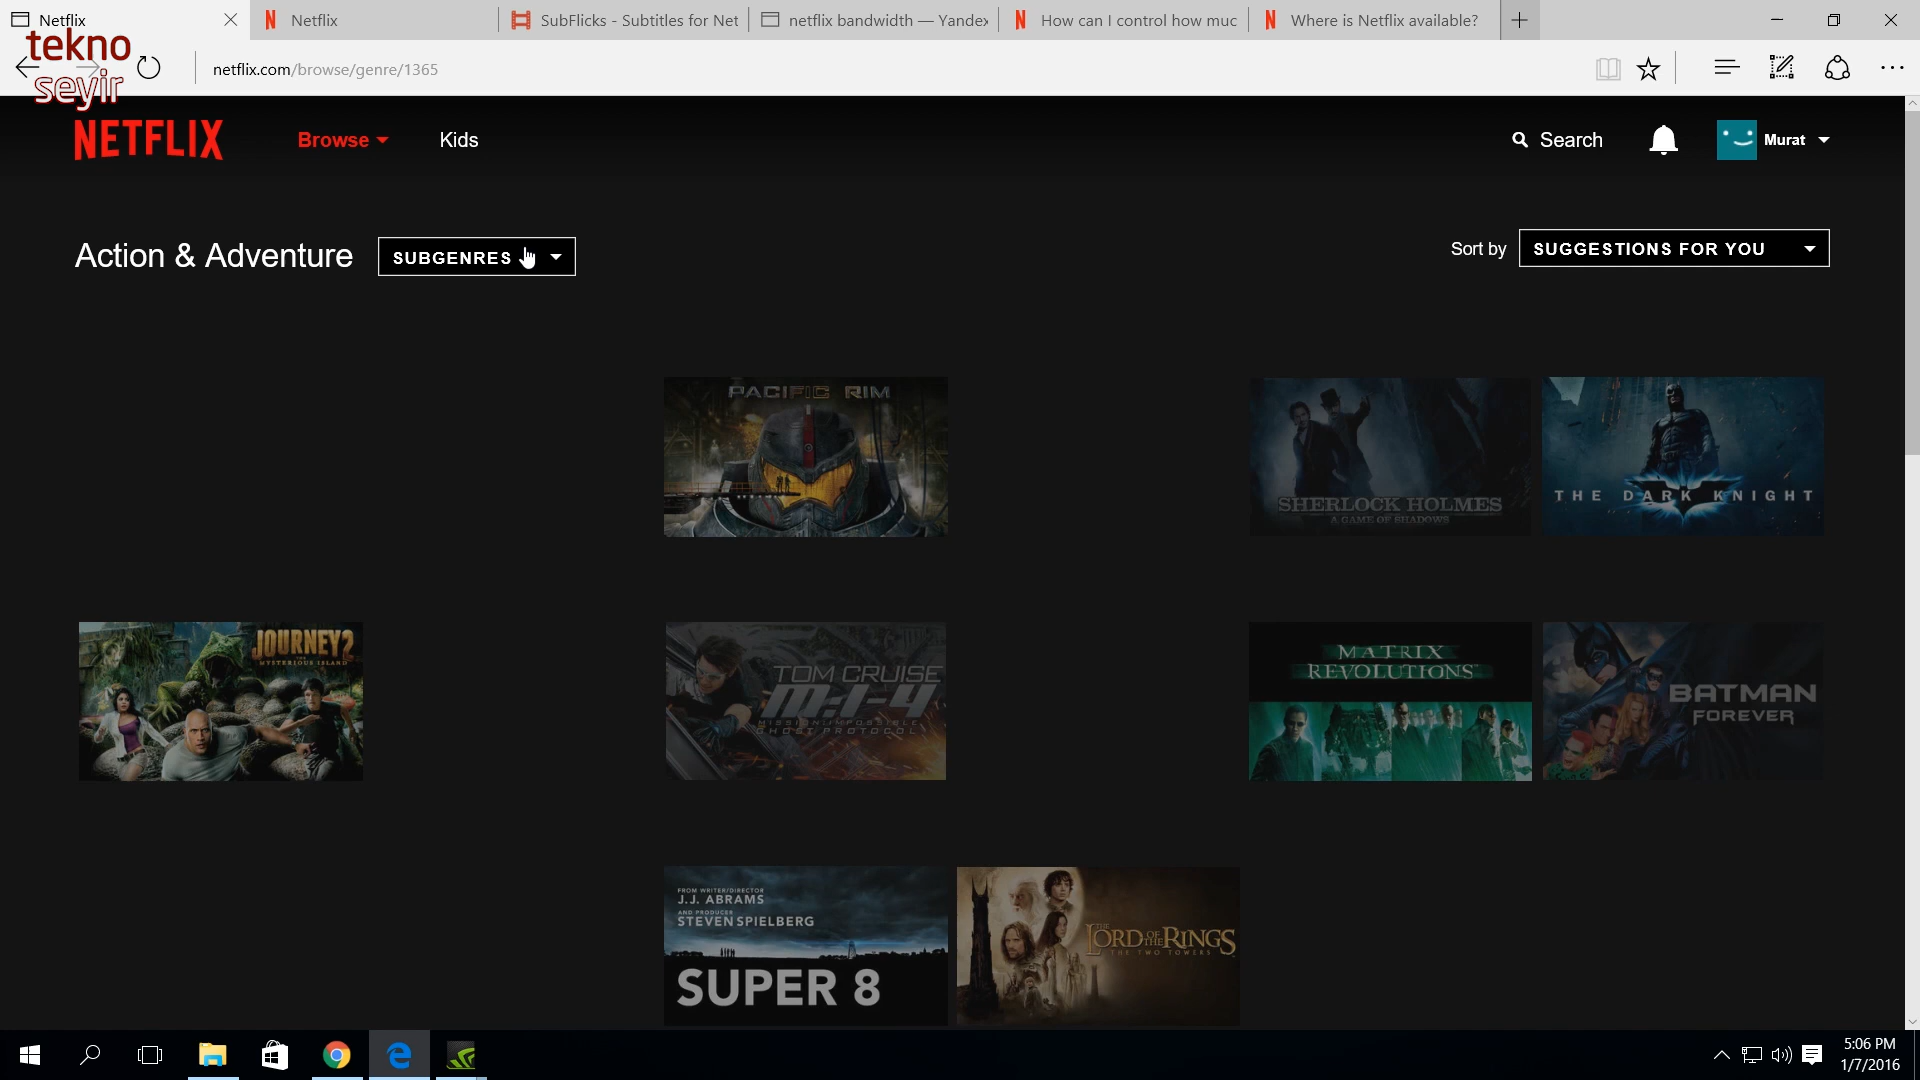 Netflix
Netflix
SubFlicks - Subtitles for Net
netflix bandwidth — Yandex
How can I control how muc
Where is Netflix available?
tekno
seyir
netflix.com/browse/genre/1365
NETFLIX
Browse
Kids
Search
Murat
Action & Adventure
SUBGENRES
Sort by
SUGGESTIONS FOR YOU
PACIFIC RIM
SHERLOCK HOLMES
A GAME OF SHADOWS
THE DARK KNIGHT
JOURNEY 2
THE
MYSTERIOUS ISLAND
TOM CRUISE
M:I-4
MISSION: IMPOSSIBLE
GHOST PROTOCOL
MATRIX
REVOLUTIONS
BATMAN
FOREVER
FROM WRITER/DIRECTOR
J.J. ABRAMS
AND PRODUCER
STEVEN SPIELBERG
SUPER 8
THE LORD OF THE RINGS
THE TWO TOWERS
5:06 PM
1/7/2016